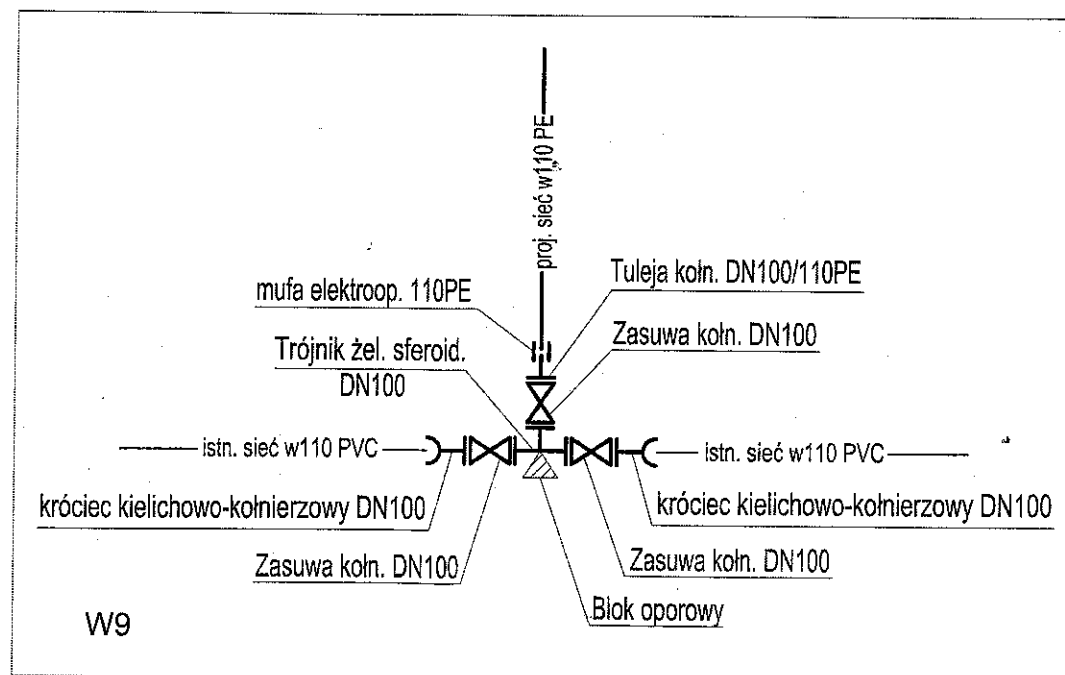 proj. sieć w110 PE
Tuleja kołn. DN100/110PE
mufa elektroop. 110PE
Zasuwa kołn. DN100
Trójnik żel. sferoid.
DN100
istn. sieć w110 PVC
istn. sieć w110 PVC
króciec kielichowo-kołnierzowy DN100
króciec kielichowo-kołnierzowy DN100
Zasuwa kołn. DN100
Zasuwa kołn. DN100
Blok oporowy
W9